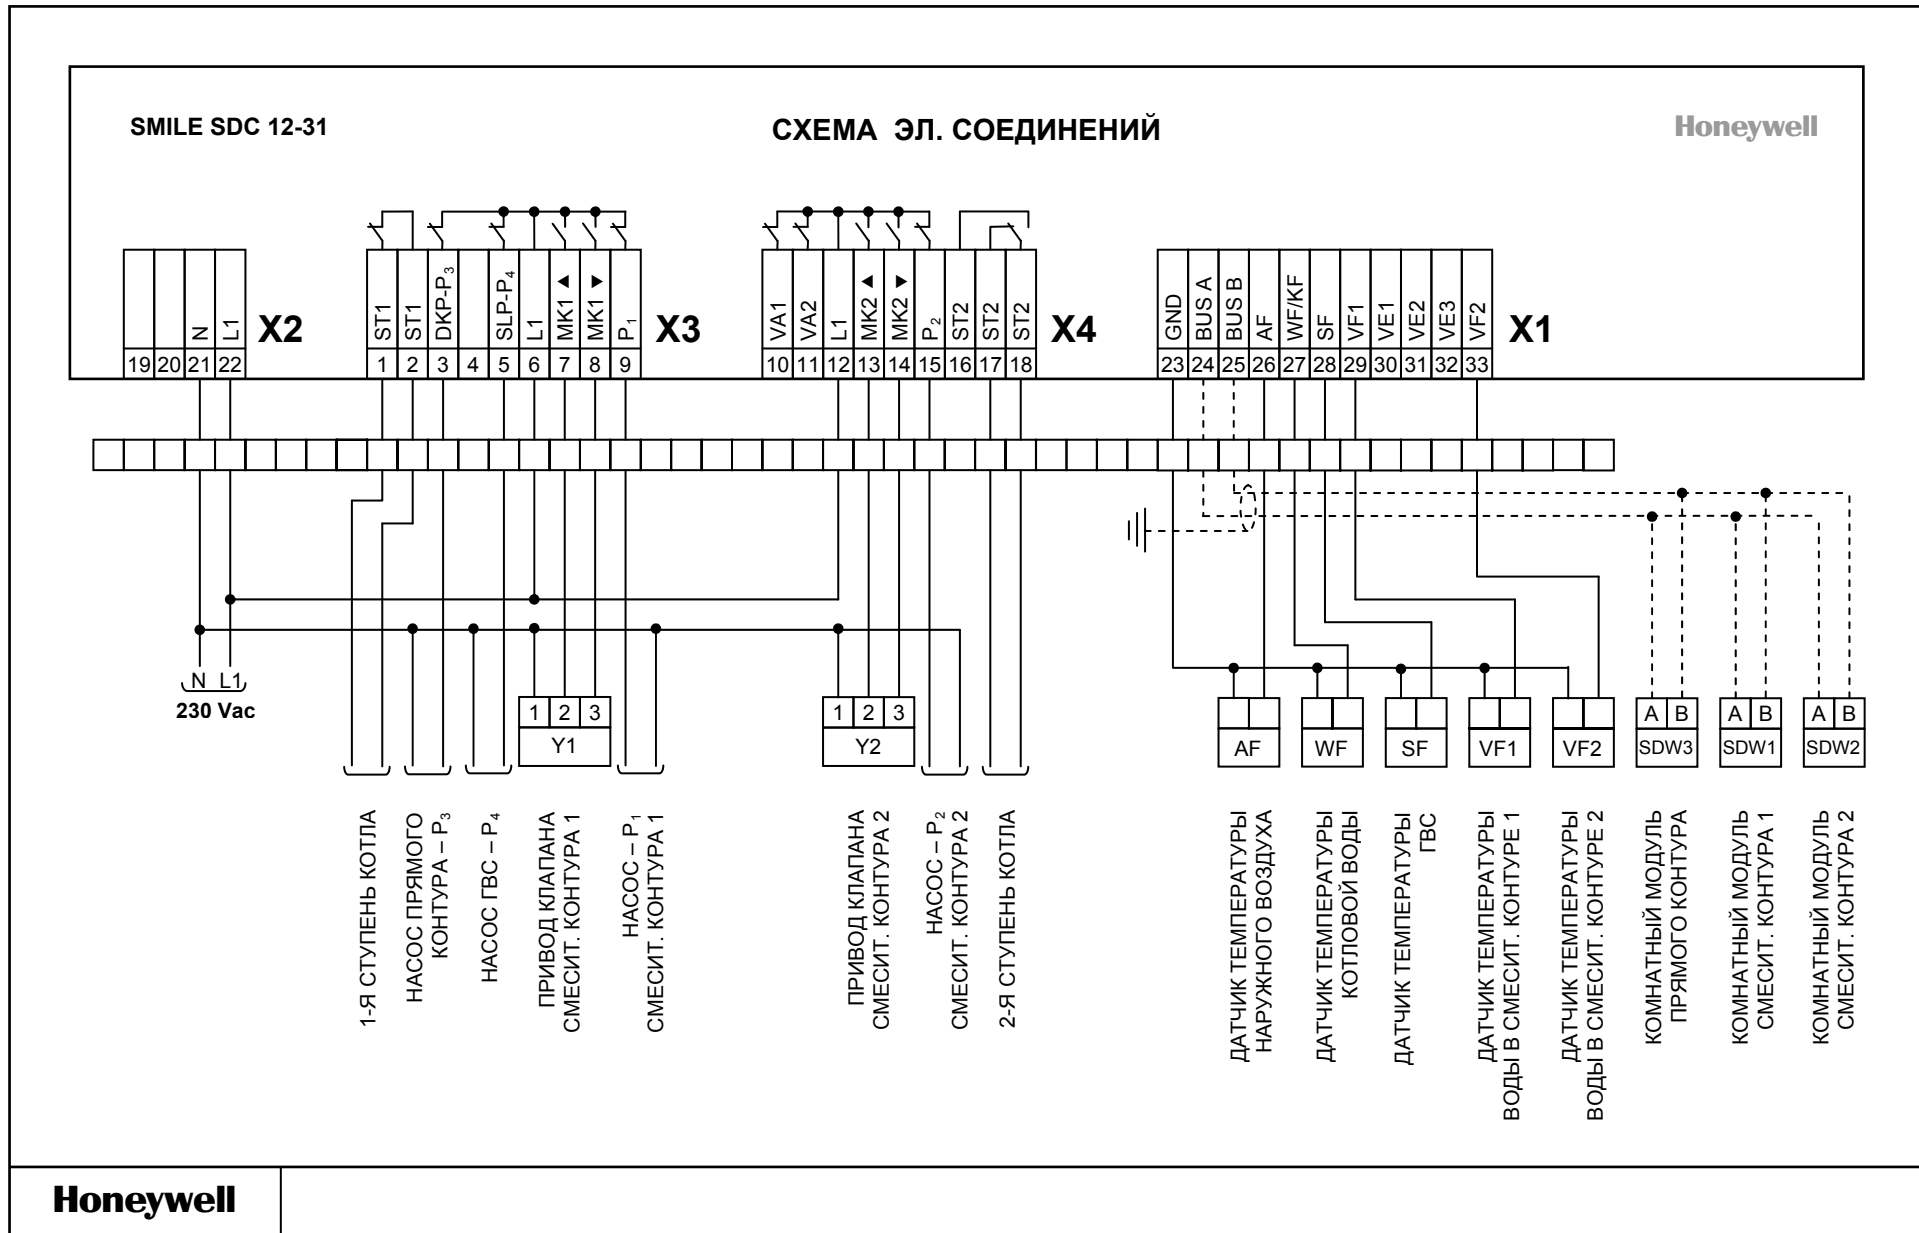 SMILE SDC 12-31
СХЕМА ЭЛ. СОЕДИНЕНИЙ
Honeywell
N
L1
X2
19 20 21 22
ST1
ST1
DKP-P3
SLP-P4
L1
MK1 ▲
MK1 ▼
P1
X3
1 2 3 4 5 6 7 8 9
VA1
VA2
L1
MK2 ▲
MK2 ▼
P2
ST2
ST2
ST2
X4
10 11 12 13 14 15 16 17 18
GND
BUS A
BUS B
AF
WF/KF
SF
VF1
VE1
VE2
VE3
VF2
X1
23 24 25 26 27 28 29 30 31 32 33
N L1
230 Vac
1 2 3
Y1
1 2 3
Y2
AF
WF
SF
VF1
VF2
A B
SDW3
A B
SDW1
A B
SDW2
1-Я СТУПЕНЬ КОТЛА
НАСОС ПРЯМОГО
КОНТУРА – P3
НАСОС ГВС – P4
ПРИВОД КЛАПАНА
СМЕСИТ. КОНТУРА 1
НАСОС – P1
СМЕСИТ. КОНТУРА 1
ПРИВОД КЛАПАНА
СМЕСИТ. КОНТУРА 2
НАСОС – P2
СМЕСИТ. КОНТУРА 2
2-Я СТУПЕНЬ КОТЛА
ДАТЧИК ТЕМПЕРАТУРЫ
НАРУЖНОГО ВОЗДУХА
ДАТЧИК ТЕМПЕРАТУРЫ
КОТЛОВОЙ ВОДЫ
ДАТЧИК ТЕМПЕРАТУРЫ
ГВС
ДАТЧИК ТЕМПЕРАТУРЫ
ВОДЫ В СМЕСИТ. КОНТУРЕ 1
ДАТЧИК ТЕМПЕРАТУРЫ
ВОДЫ В СМЕСИТ. КОНТУРЕ 2
КОМНАТНЫЙ МОДУЛЬ
ПРЯМОГО КОНТУРА
КОМНАТНЫЙ МОДУЛЬ
СМЕСИТ. КОНТУРА 1
КОМНАТНЫЙ МОДУЛЬ
СМЕСИТ. КОНТУРА 2
Honeywell